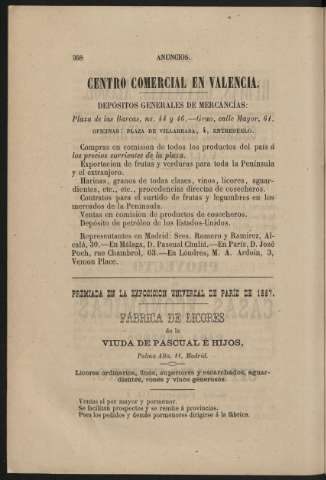 368 ANUNCIOS.
CENTRO COMERCIAL EN VALENCIA.
DEPÓSITOS GENERALES DE MERCANCÍAS:
Plaza de las Barcas, ns. 44 y 46.—Grao, calle Mayor, 61.
OFICINAS: PLAZA DE VILLARRASA, 4, ENTRESUELO.
Compras en comision de todos los productos del pais á
los precios corrientes de la plaza.
Exportacion de frutas y verduras para toda la Península
y el extranjero.
Harinas, granos de todas clases, vinos, licores, aguar-
dientes, etc., etc., procedencias directas de cosecheros.
Contratos para el surtido de frutas y legumbres en los
mercados de la Península.
Ventas en comision de productos de cosecheros.
Depósito de petróleo de los Estados-Unidos.
Representantes en Madrid: Sres. Romero y Ramirez, Al-
calá, 30.—En Málaga, D. Pascual Clulni.—En París, D. José
Poch, rue Chambrol, 63.—En Lóndres, M. A. Ardoin, 3,
Vernon Place.
PREMIADA EN LA EXPOSICION UNIVERSAL DE PARÍS DE 1867.
FÁBRICA DE LICORES
de la
VIUDA DE PASCUAL É HIJOS,
Palma Alta, 11, Madrid.
Licores ordinarios, finos, superiores y escarchados, aguar-
dientes, rones y vinos generosos.
Ventas al por mayor y pormenor.
Se facilitan prospectos y se remite á provincias.
Para los pedidos y demás pormenores dirigirse á la fábrica.